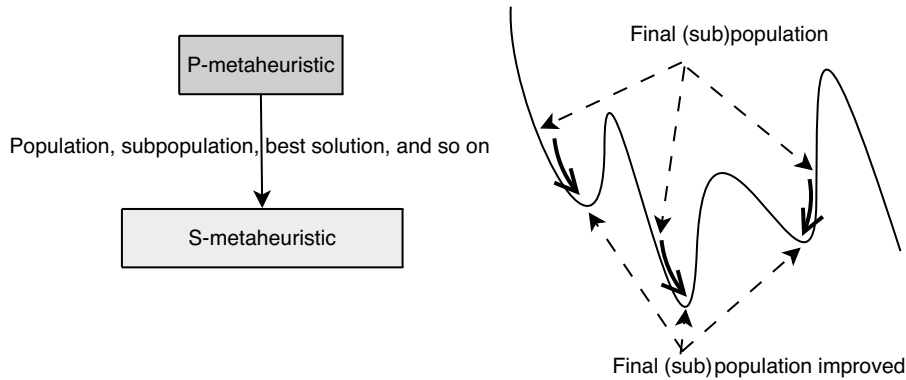 P-metaheuristic
Population, subpopulation, best solution, and so on
S-metaheuristic
Final (sub)population
Final (sub)population improved